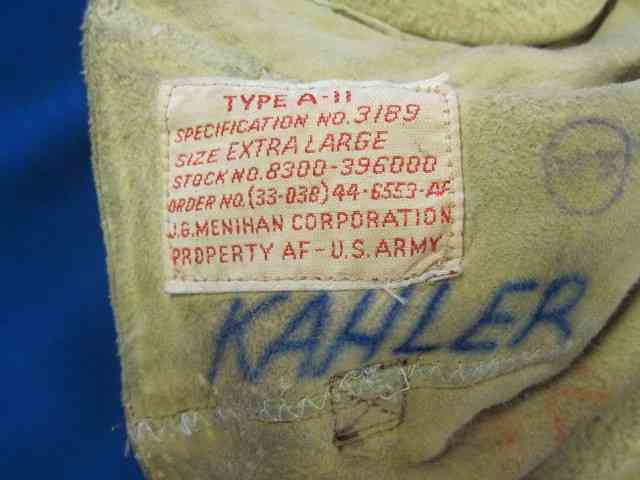 TYPE A-11
SPECIFICATION NO. 3189
SIZE EXTRA LARGE
STOCK NO. 8300-396000
ORDER NO. (33-038) 44-6553-AF
J.G. MENIHAN CORPORATION
PROPERTY AF-U.S. ARMY
KAHLER